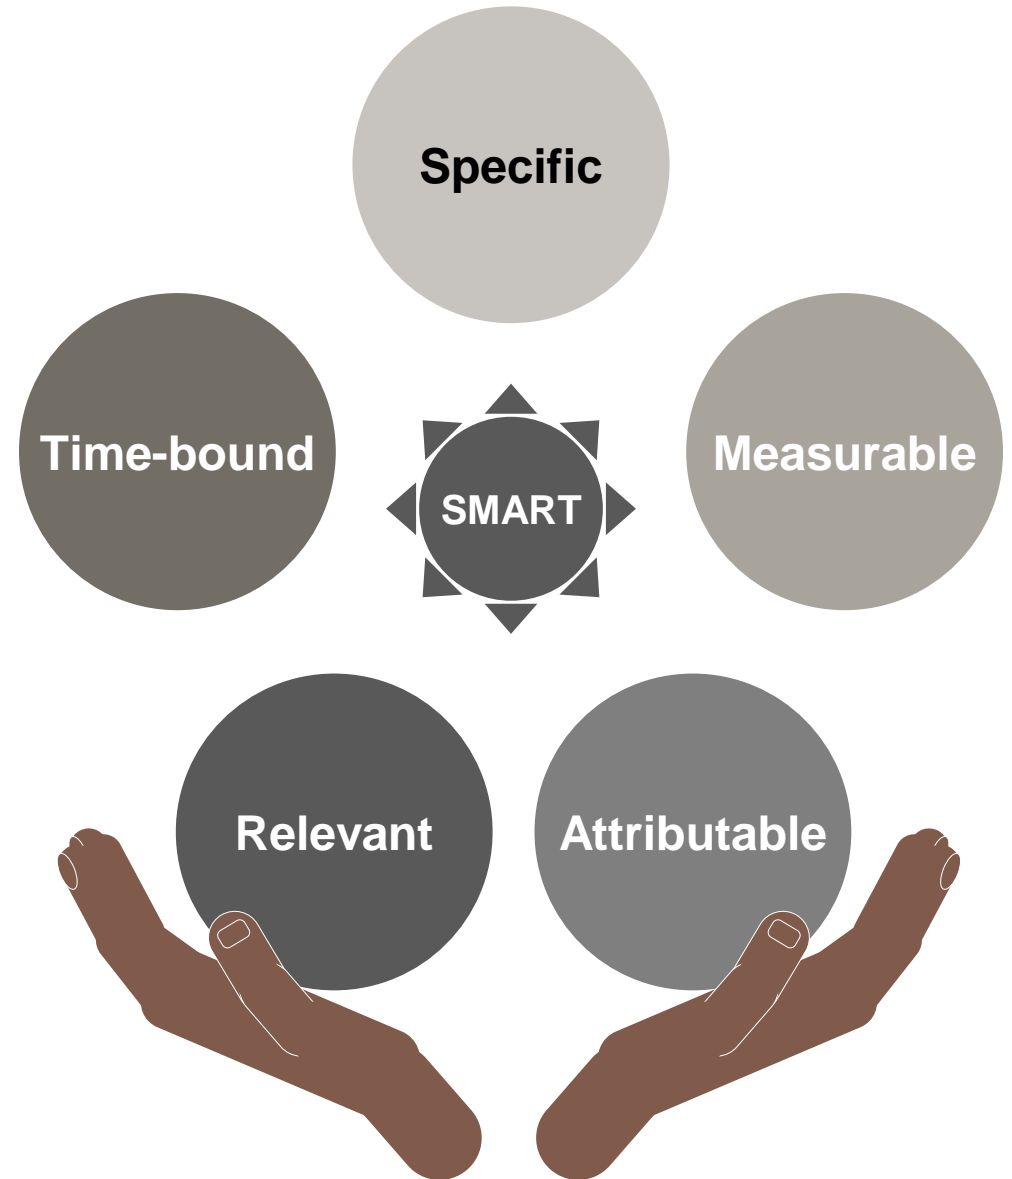 Specific
Time-bound
Measurable
SMART
Relevant
Attributable